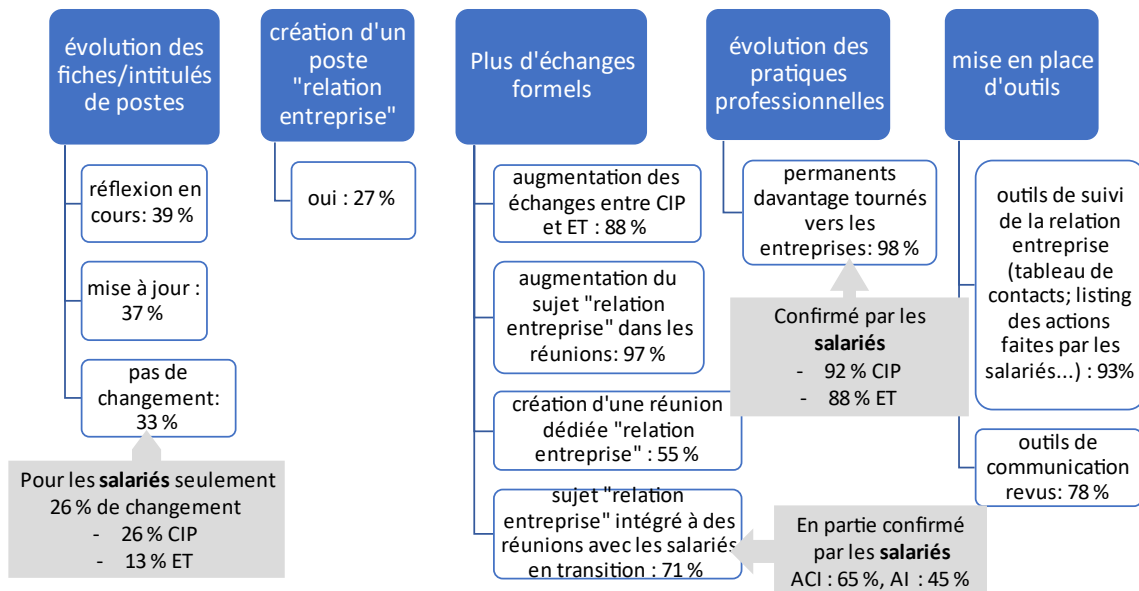 évolution des
fiches/intitulés
de postes
réflexion en
cours: 39 %
mise à jour :
37 %
pas de
changement:
33 %
Pour les salariés seulement
26 % de changement
- 26 % CIP
- 13 % ET
création d'un
poste
"relation
entreprise"
oui : 27 %
Plus d'échanges
formels
augmentation des
échanges entre CIP
et ET : 88 %
augmentation du
sujet "relation
entreprise" dans les
réunions: 97 %
création d'une réunion
dédiée "relation
entreprise" : 55 %
sujet "relation
entreprise" intégré à des
réunions avec les salariés
en transition : 71 %
En partie confirmé
par les salariés
ACI : 65 %, AI : 45 %
évolution des
pratiques
professionnelles
permanents
davantage tournés
vers les
entreprises: 98 %
Confirmé par les
salariés
- 92 % CIP
- 88 % ET
mise en place
d'outils
outils de suivi
de la relation
entreprise
(tableau de
contacts; listing
des actions
faites par les
salariés...) : 93%
outils de
communication
revus: 78 %